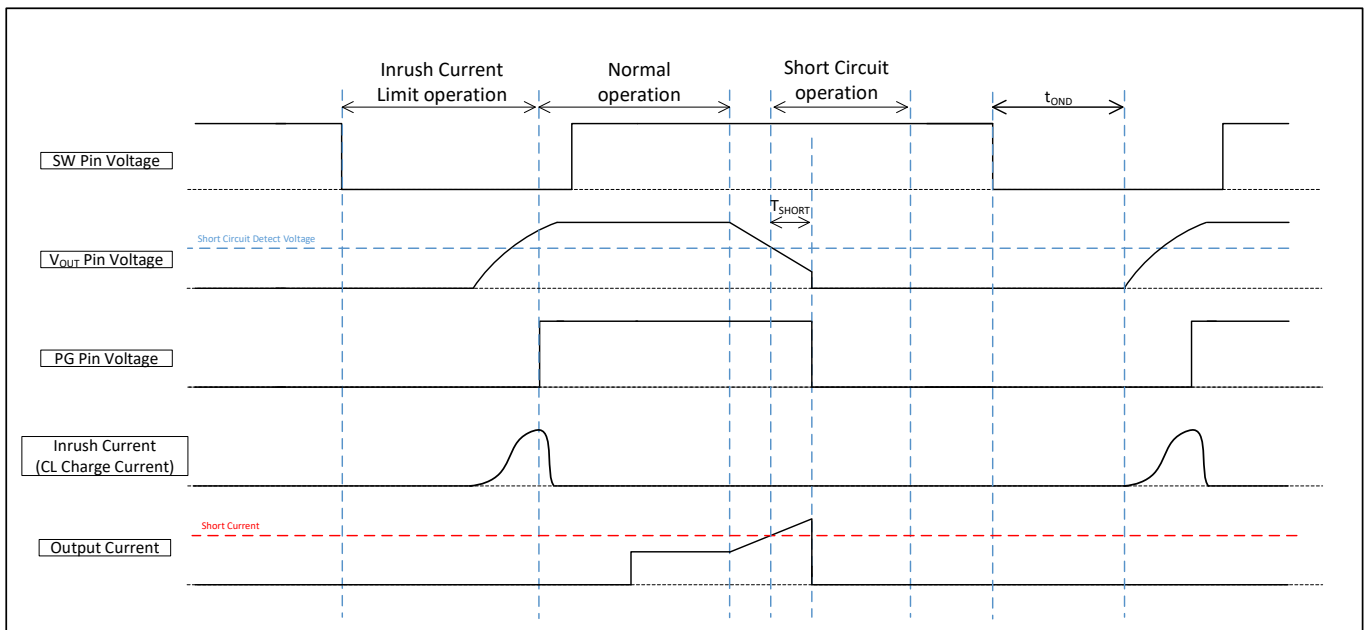 Inrush Current
Limit operation
Normal
operation
Short Circuit
operation
tOND
SW Pin Voltage
TSHORT
Short Circuit Detect Voltage
VOUT Pin Voltage
PG Pin Voltage
Inrush Current
(CL Charge Current)
Short Current
Output Current